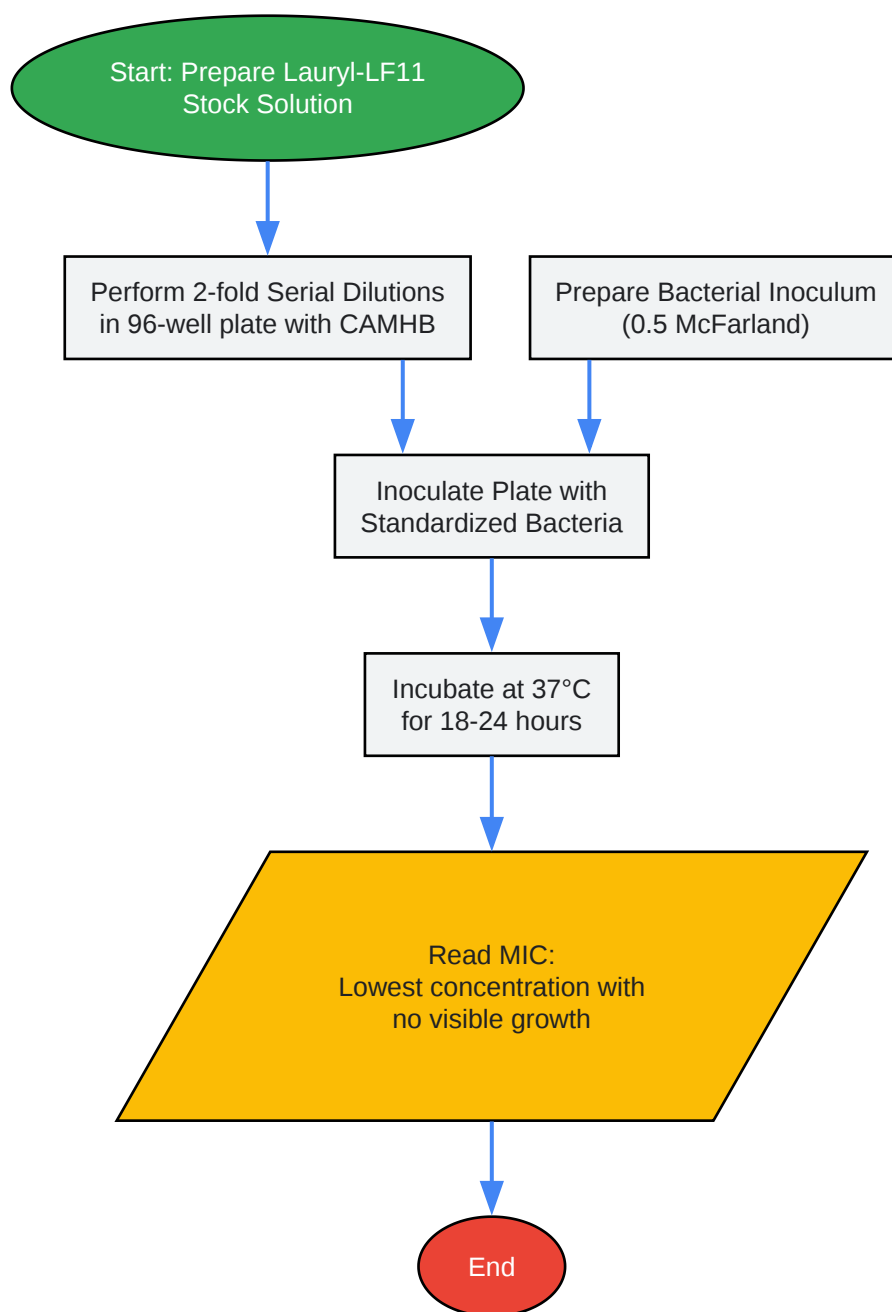 Start: Prepare Lauryl-LF11
Stock Solution
Perform 2-fold Serial Dilutions
in 96-well plate with CAMHB
Prepare Bacterial Inoculum
(0.5 McFarland)
Inoculate Plate with
Standardized Bacteria
Incubate at 37°C
for 18-24 hours
Read MIC:
Lowest concentration with
no visible growth
End